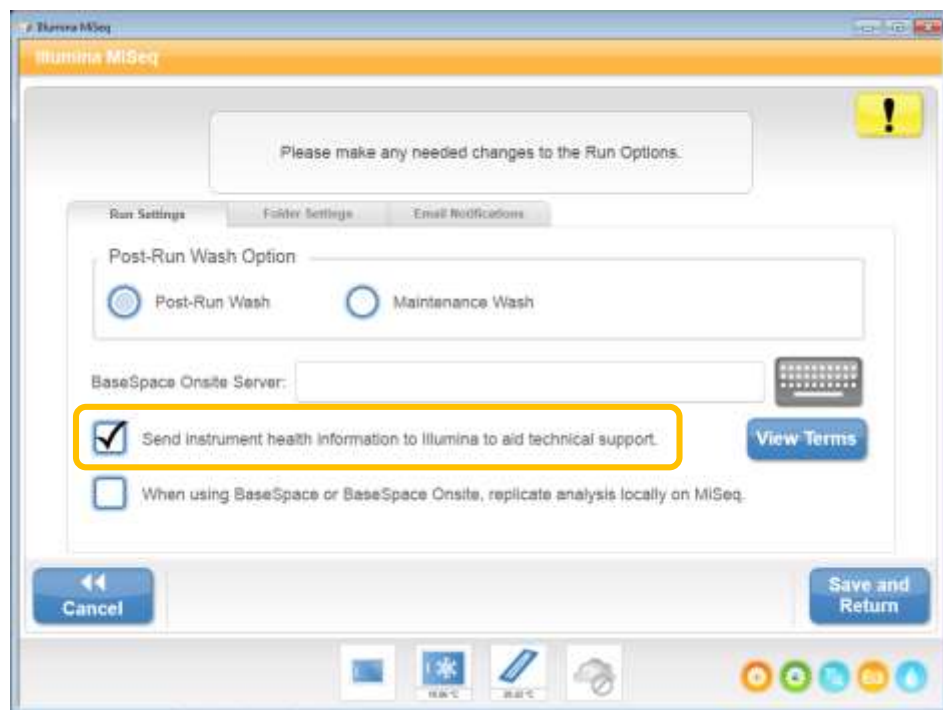 Illumina MiSeq
Illumina MiSeq
!
Please make any needed changes to the Run Options.
Run Settings Folder Settings Email Notifications
Post-Run Wash Option
Post-Run Wash Maintenance Wash
BaseSpace Onsite Server:
Send instrument health information to Illumina to aid technical support.
View Terms
When using BaseSpace or BaseSpace Onsite, replicate analysis locally on MiSeq.
Cancel
Save and
Return